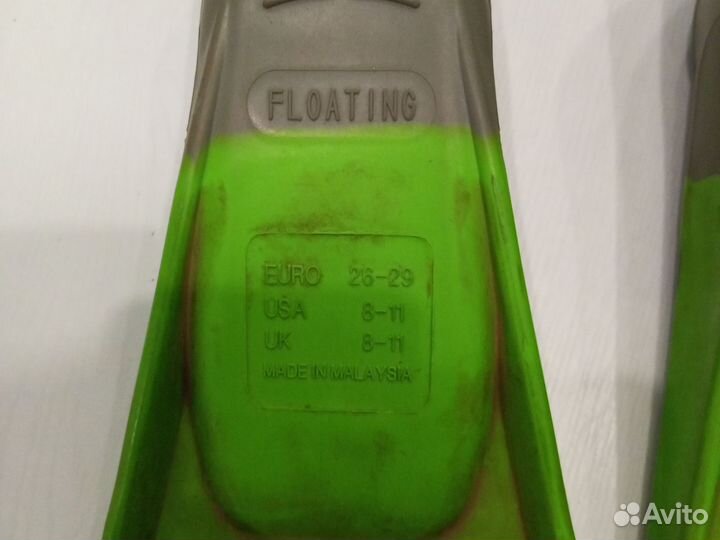 FLOATING
EURO 26-29
USA 8-11
UK 8-11
MADE IN MALAYSIA
Avito